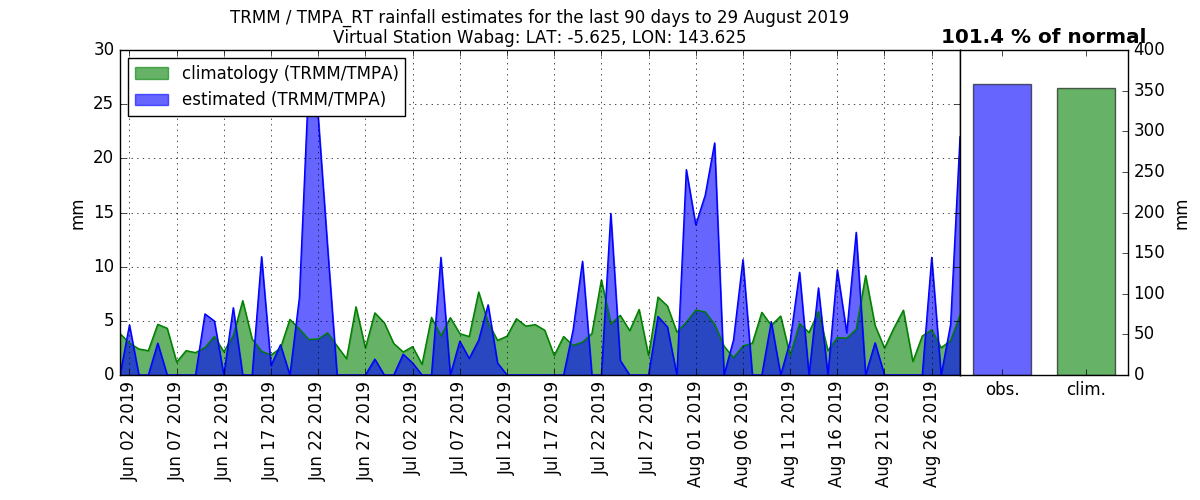 TRMM / TMPA_RT rainfall estimates for the last 90 days to 29 August 2019
Virtual Station Wabag: LAT: -5.625, LON: 143.625
101.4 % of normal
climatology (TRMM/TMPA)
estimated (TRMM/TMPA)
mm
30
25
20
15
10
5
0
Jun 02 2019
Jun 07 2019
Jun 12 2019
Jun 17 2019
Jun 22 2019
Jun 27 2019
Jul 02 2019
Jul 07 2019
Jul 12 2019
Jul 17 2019
Jul 22 2019
Jul 27 2019
Aug 01 2019
Aug 06 2019
Aug 11 2019
Aug 16 2019
Aug 21 2019
Aug 26 2019
obs.
clim.
400
350
300
250
200
150
100
50
0
mm